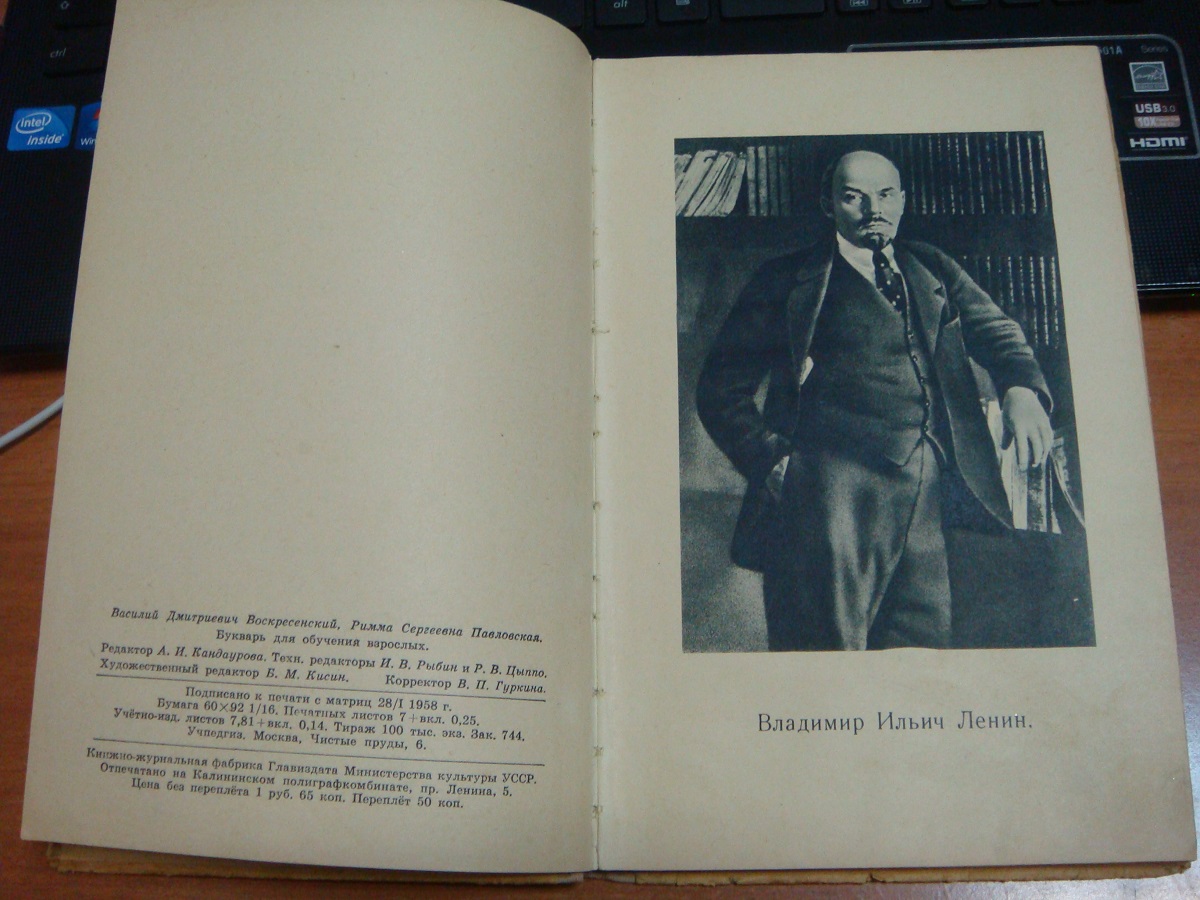 ctrl
alt
intel
inside
Win
01A Series
USB 3.0
10X
HDMI
Василий Дмитриевич Воскресенский, Римма Сергеевна Павловская.
Букварь для обучения взрослых.
Редактор А. И. Кандаурова. Техн. редакторы И. В. Рыбин и Р. В. Цыппо.
Художественный редактор Б. М. Кисин. Корректор В. П. Гуркина.
Подписано к печати с матриц 28/I 1958 г.
Бумага 60×92 1/16. Печатных листов 7+вкл. 0,25.
Учётно-изд. листов 7,81+вкл. 0,14. Тираж 100 тыс. экз. Зак. 744.
Учпедгиз. Москва, Чистые пруды, 6.
Книжно-журнальная фабрика Главиздата Министерства культуры УССР.
Отпечатано на Калининском полиграфкомбинате, пр. Ленина, 5.
Цена без переплёта 1 руб. 65 коп. Переплёт 50 коп.
Владимир Ильич Ленин.